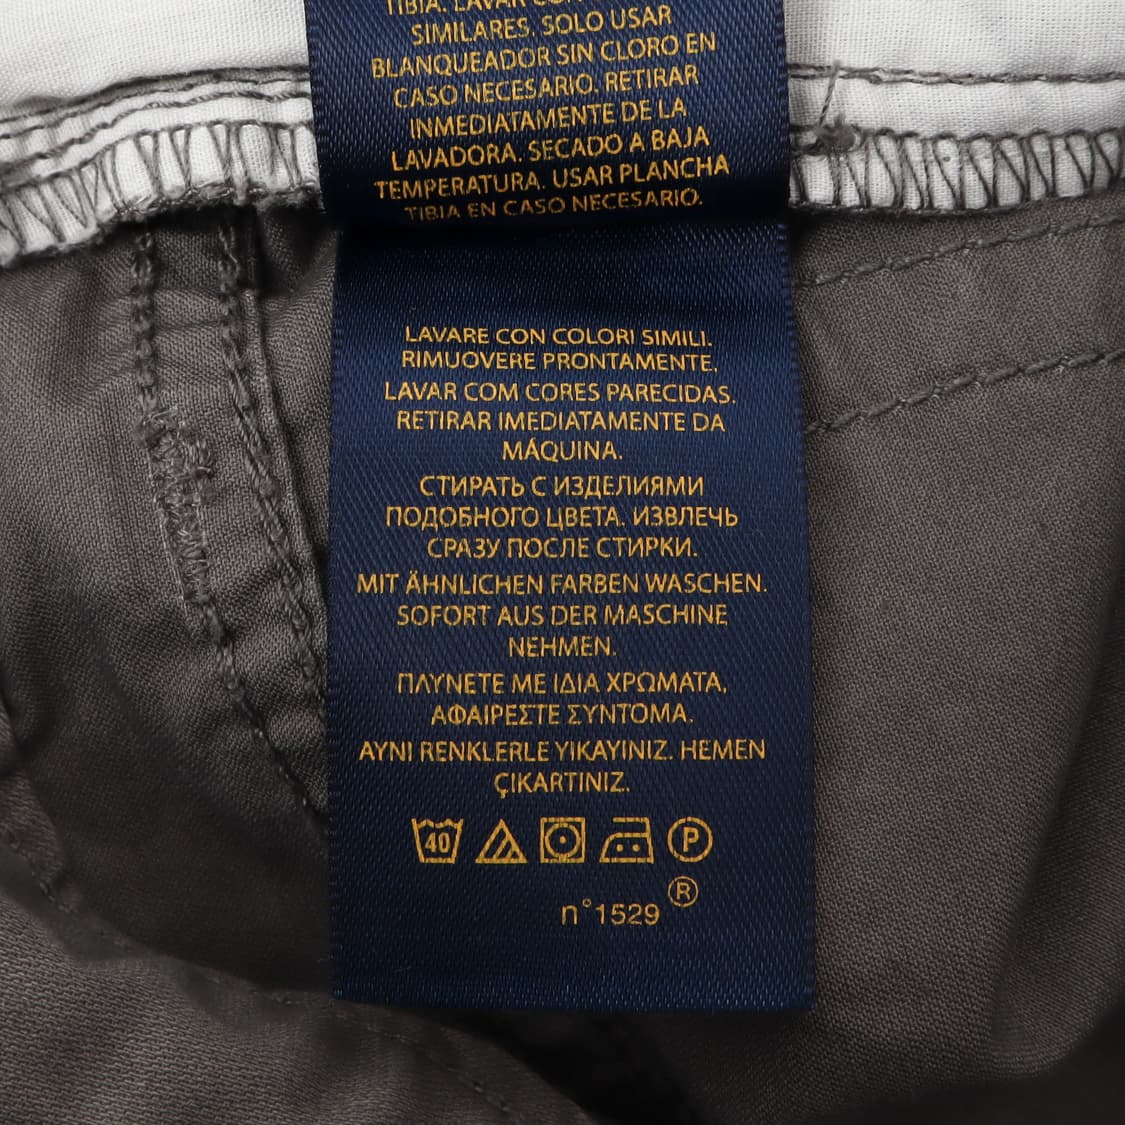 TIBIA. LAVAR CON
SIMILARES. SOLO USAR
BLANQUEADOR SIN CLORO EN
CASO NECESARIO. RETIRAR
INMEDIATAMENTE DE LA
LAVADORA. SECADO A BAJA
TEMPERATURA. USAR PLANCHA
TIBIA EN CASO NECESARIO.
LAVARE CON COLORI SIMILI.
RIMUOVERE PRONTAMENTE.
LAVAR COM CORES PARECIDAS.
RETIRAR IMEDIATAMENTE DA
MÁQUINA.
СТИРАТЬ С ИЗДЕЛИЯМИ
ПОДОБНОГО ЦВЕТА. ИЗВЛЕЧЬ
СРАЗУ ПОСЛЕ СТИРКИ.
MIT ÄHNLICHEN FARBEN WASCHEN.
SOFORT AUS DER MASCHINE
NEHMEN.
ΠΛΥΝΕΤΕ ΜΕ ΙΔΙΑ ΧΡΩΜΑΤΑ,
ΑΦΑΙΡΕΣΤΕ ΣΥΝΤΟΜΑ.
AYNI RENKLERLE YIKAYINIZ. HEMEN
ÇIKARTINIZ.
40 P
n°1529 ®